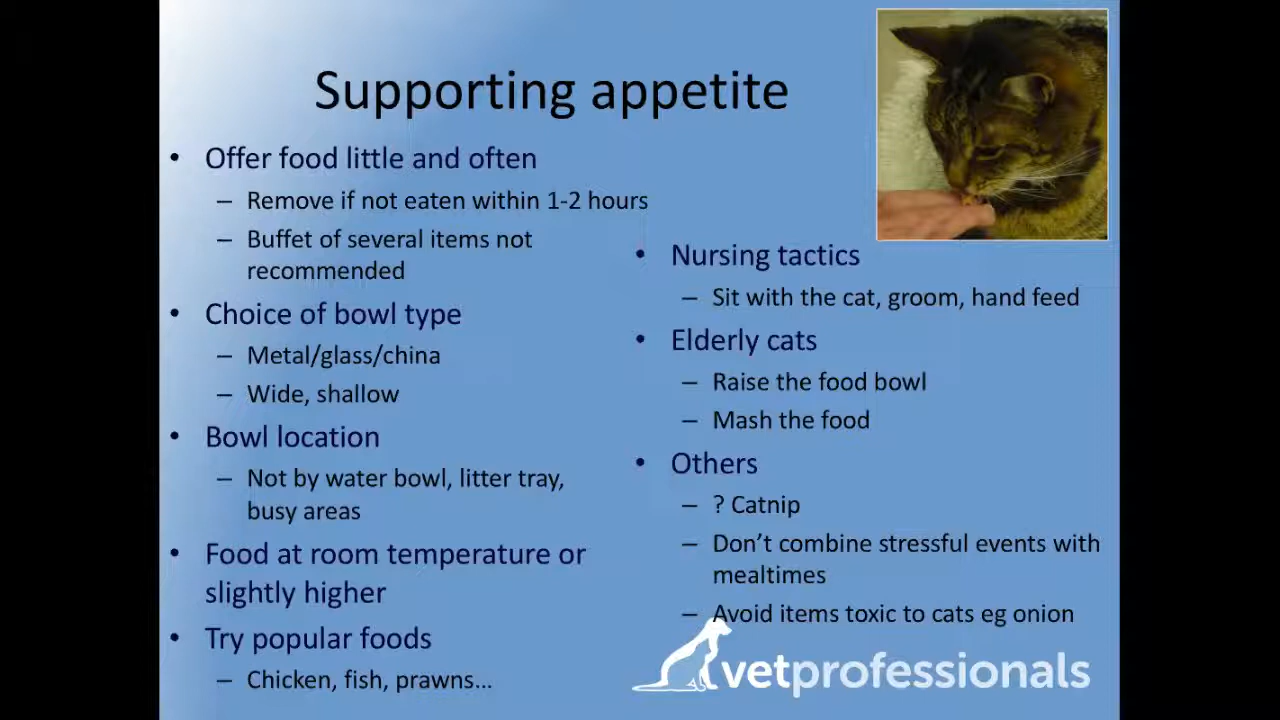 Supporting appetite
• Offer food little and often
– Remove if not eaten within 1-2 hours
– Buffet of several items not
recommended
• Choice of bowl type
– Metal/glass/china
– Wide, shallow
• Bowl location
– Not by water bowl, litter tray,
busy areas
• Food at room temperature or
slightly higher
• Try popular foods
– Chicken, fish, prawns...
• Nursing tactics
– Sit with the cat, groom, hand feed
• Elderly cats
– Raise the food bowl
– Mash the food
• Others
– ? Catnip
– Don’t combine stressful events with
mealtimes
– Avoid items toxic to cats eg onion
vetprofessionals